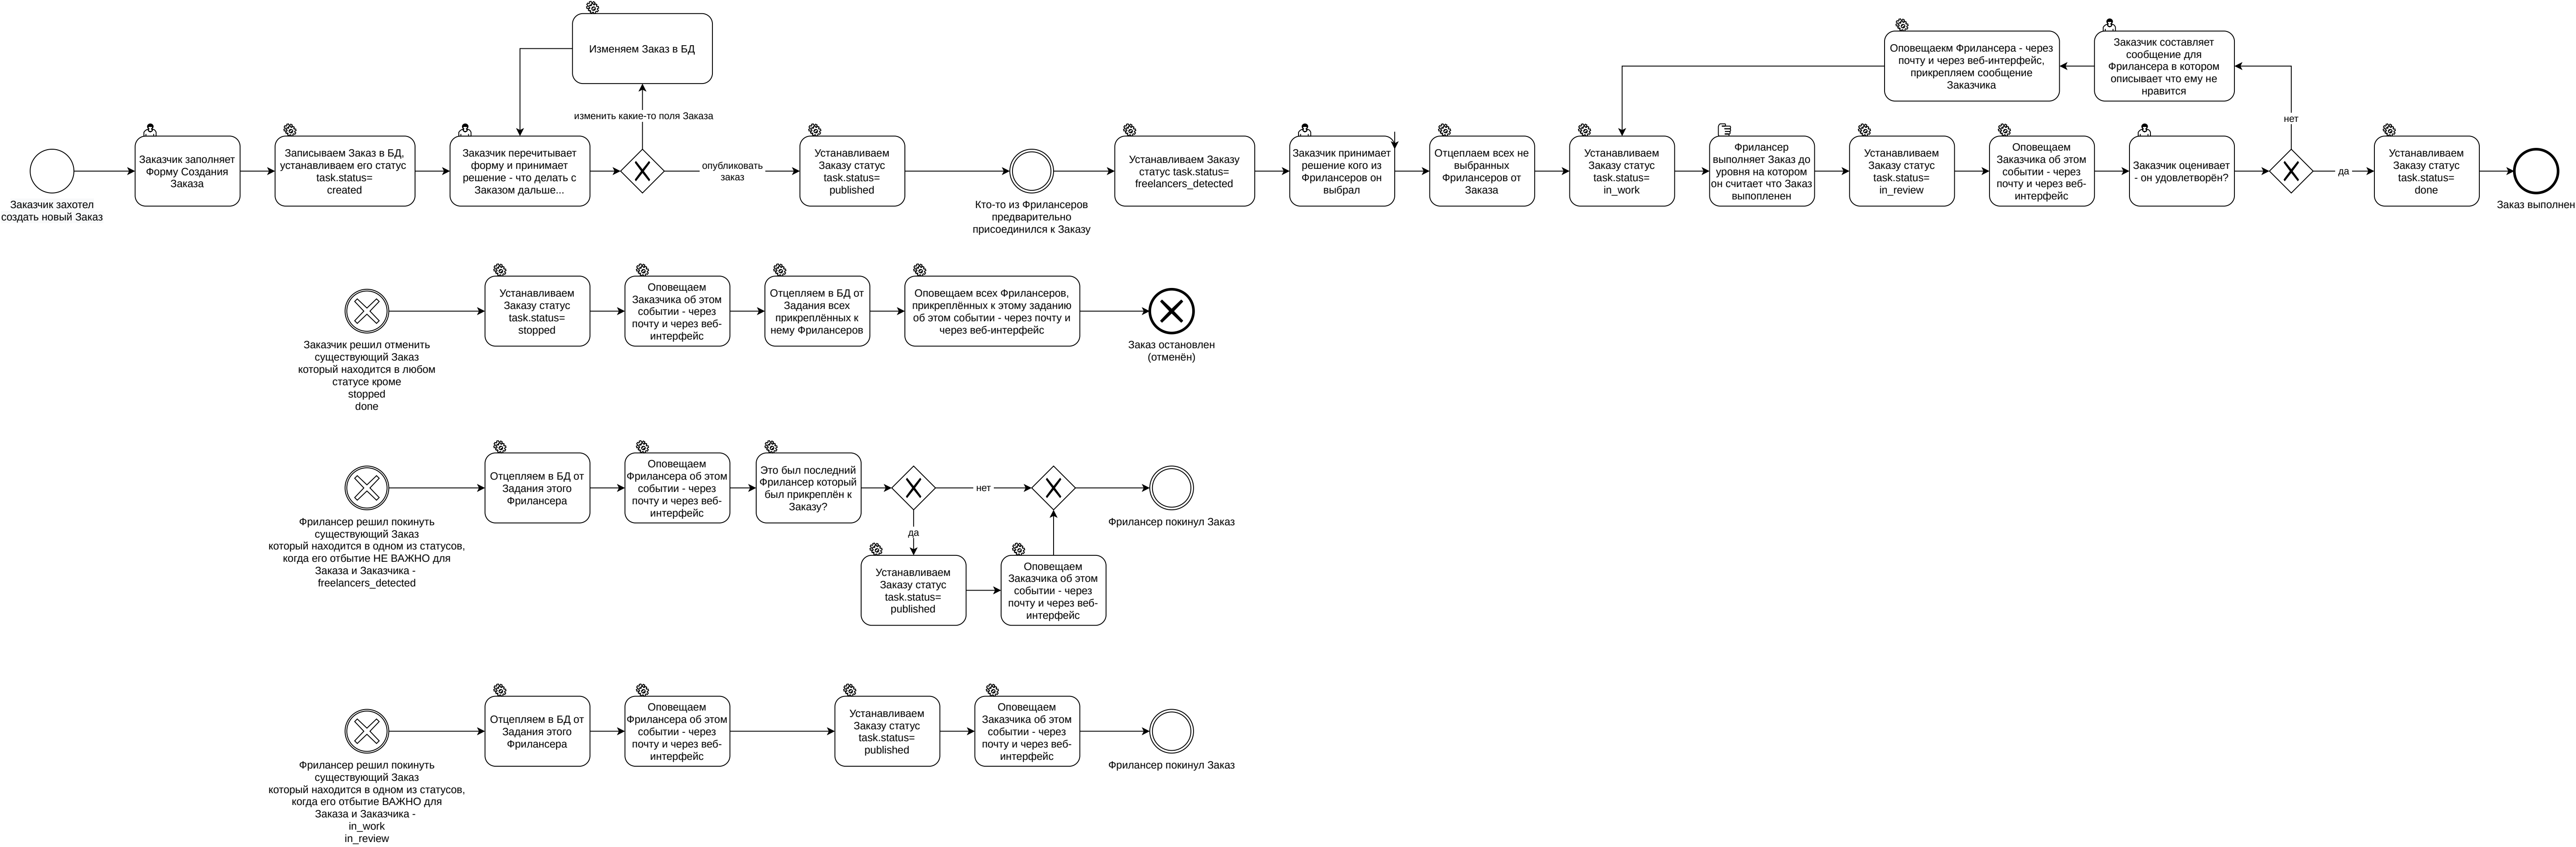 Изменяем Заказ в БД
изменить какие-то поля Заказа
Оповещаекм Фрилансера - через
почту и через веб-интерфейс,
прикрепляем сообщение
Заказчика
Заказчик составляет
сообщение для
Фрилансера в котором
описывает что ему не
нравится
нет
Заказчик захотел
создать новый Заказ
Заказчик заполняет
Форму Создания
Заказа
Записываем Заказ в БД,
устанавливаем его статус
task.status=
created
Заказчик перечитывает
форму и принимает
решение - что делать с
Заказом дальше...
опубликовать
заказ
Устанавливаем
Заказу статус
task.status=
published
Кто-то из Фрилансеров
предварительно
присоединился к Заказу
Устанавливаем Заказу
статус task.status=
freelancers_detected
Заказчик принимает
решение кого из
Фрилансеров он
выбрал
Отцеплаем всех не
выбранных
Фрилансеров от
Заказа
Устанавливаем
Заказу статус
task.status=
in_work
Фрилансер
выполняет Заказ до
уровня на котором
он считает что Заказ
выпопленен
Устанавливаем
Заказу статус
task.status=
in_review
Оповещаем
Заказчика об этом
событии - через
почту и через веб-
интерфейс
Заказчик оценивает
- он удовлетворён?
да
Устанавливаем
Заказу статус
task.status=
done
Заказ выполнен
Заказчик решил отменить
существующий Заказ
который находится в любом
статусе кроме
stopped
done
Устанавливаем
Заказу статус
task.status=
stopped
Оповещаем
Заказчика об этом
событии - через
почту и через веб-
интерфейс
Отцепляем в БД от
Задания всех
прикреплённых к
нему Фрилансеров
Оповещаем всех Фрилансеров,
прикреплённых к этому заданию
об этом событии - через почту и
через веб-интерфейс
Заказ остановлен
(отменён)
Фрилансер решил покинуть
существующий Заказ
который находится в одном из статусов,
когда его отбытие НЕ ВАЖНО для
Заказа и Заказчика -
freelancers_detected
Отцепляем в БД от
Задания этого
Фрилансера
Оповещаем
Фрилансера об этом
событии - через
почту и через веб-
интерфейс
Это был последний
Фрилансер который
был прикреплён к
Заказу?
нет
да
Устанавливаем
Заказу статус
task.status=
published
Оповещаем
Заказчика об этом
событии - через
почту и через веб-
интерфейс
Фрилансер покинул Заказ
Фрилансер решил покинуть
существующий Заказ
который находится в одном из статусов,
когда его отбытие ВАЖНО для
Заказа и Заказчика -
in_work
in_review
Отцепляем в БД от
Задания этого
Фрилансера
Оповещаем
Фрилансера об этом
событии - через
почту и через веб-
интерфейс
Устанавливаем
Заказу статус
task.status=
published
Оповещаем
Заказчика об этом
событии - через
почту и через веб-
интерфейс
Фрилансер покинул Заказ